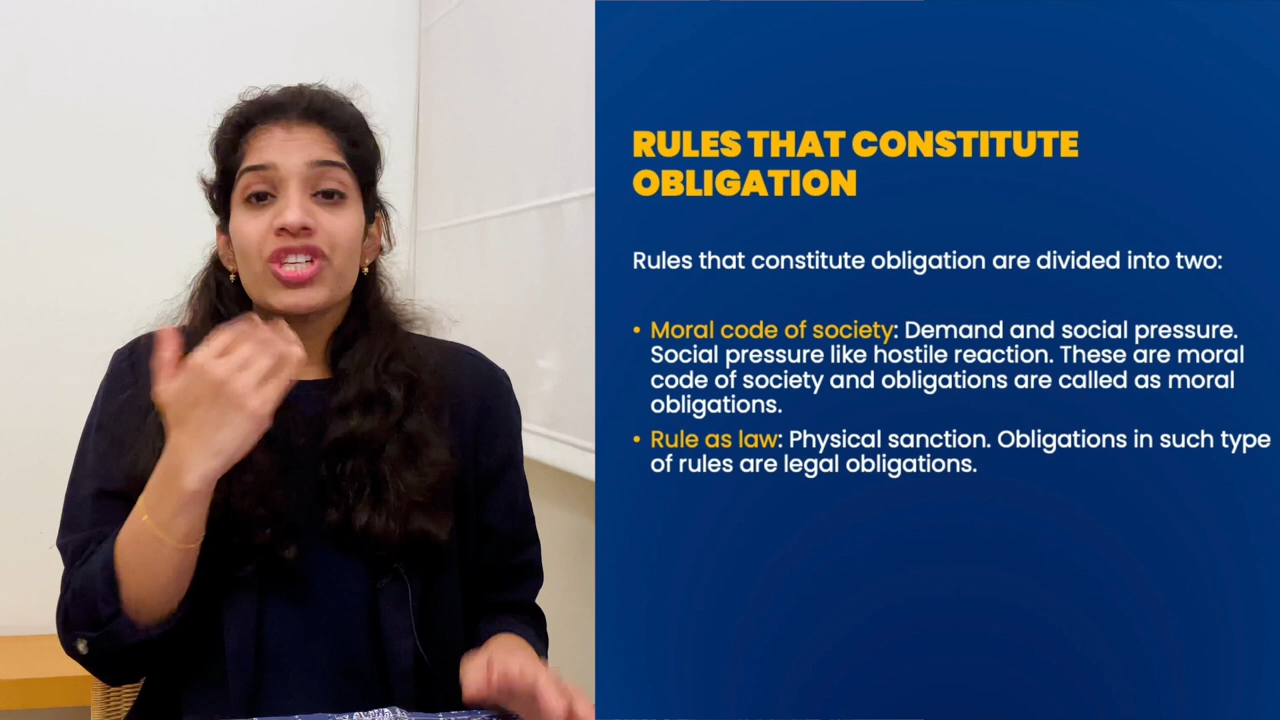 RULES THAT CONSTITUTE
OBLIGATION
Rules that constitute obligation are divided into two:
• Moral code of society: Demand and social pressure.
Social pressure like hostile reaction. These are moral
code of society and obligations are called as moral
obligations.
• Rule as law: Physical sanction. Obligations in such type
of rules are legal obligations.